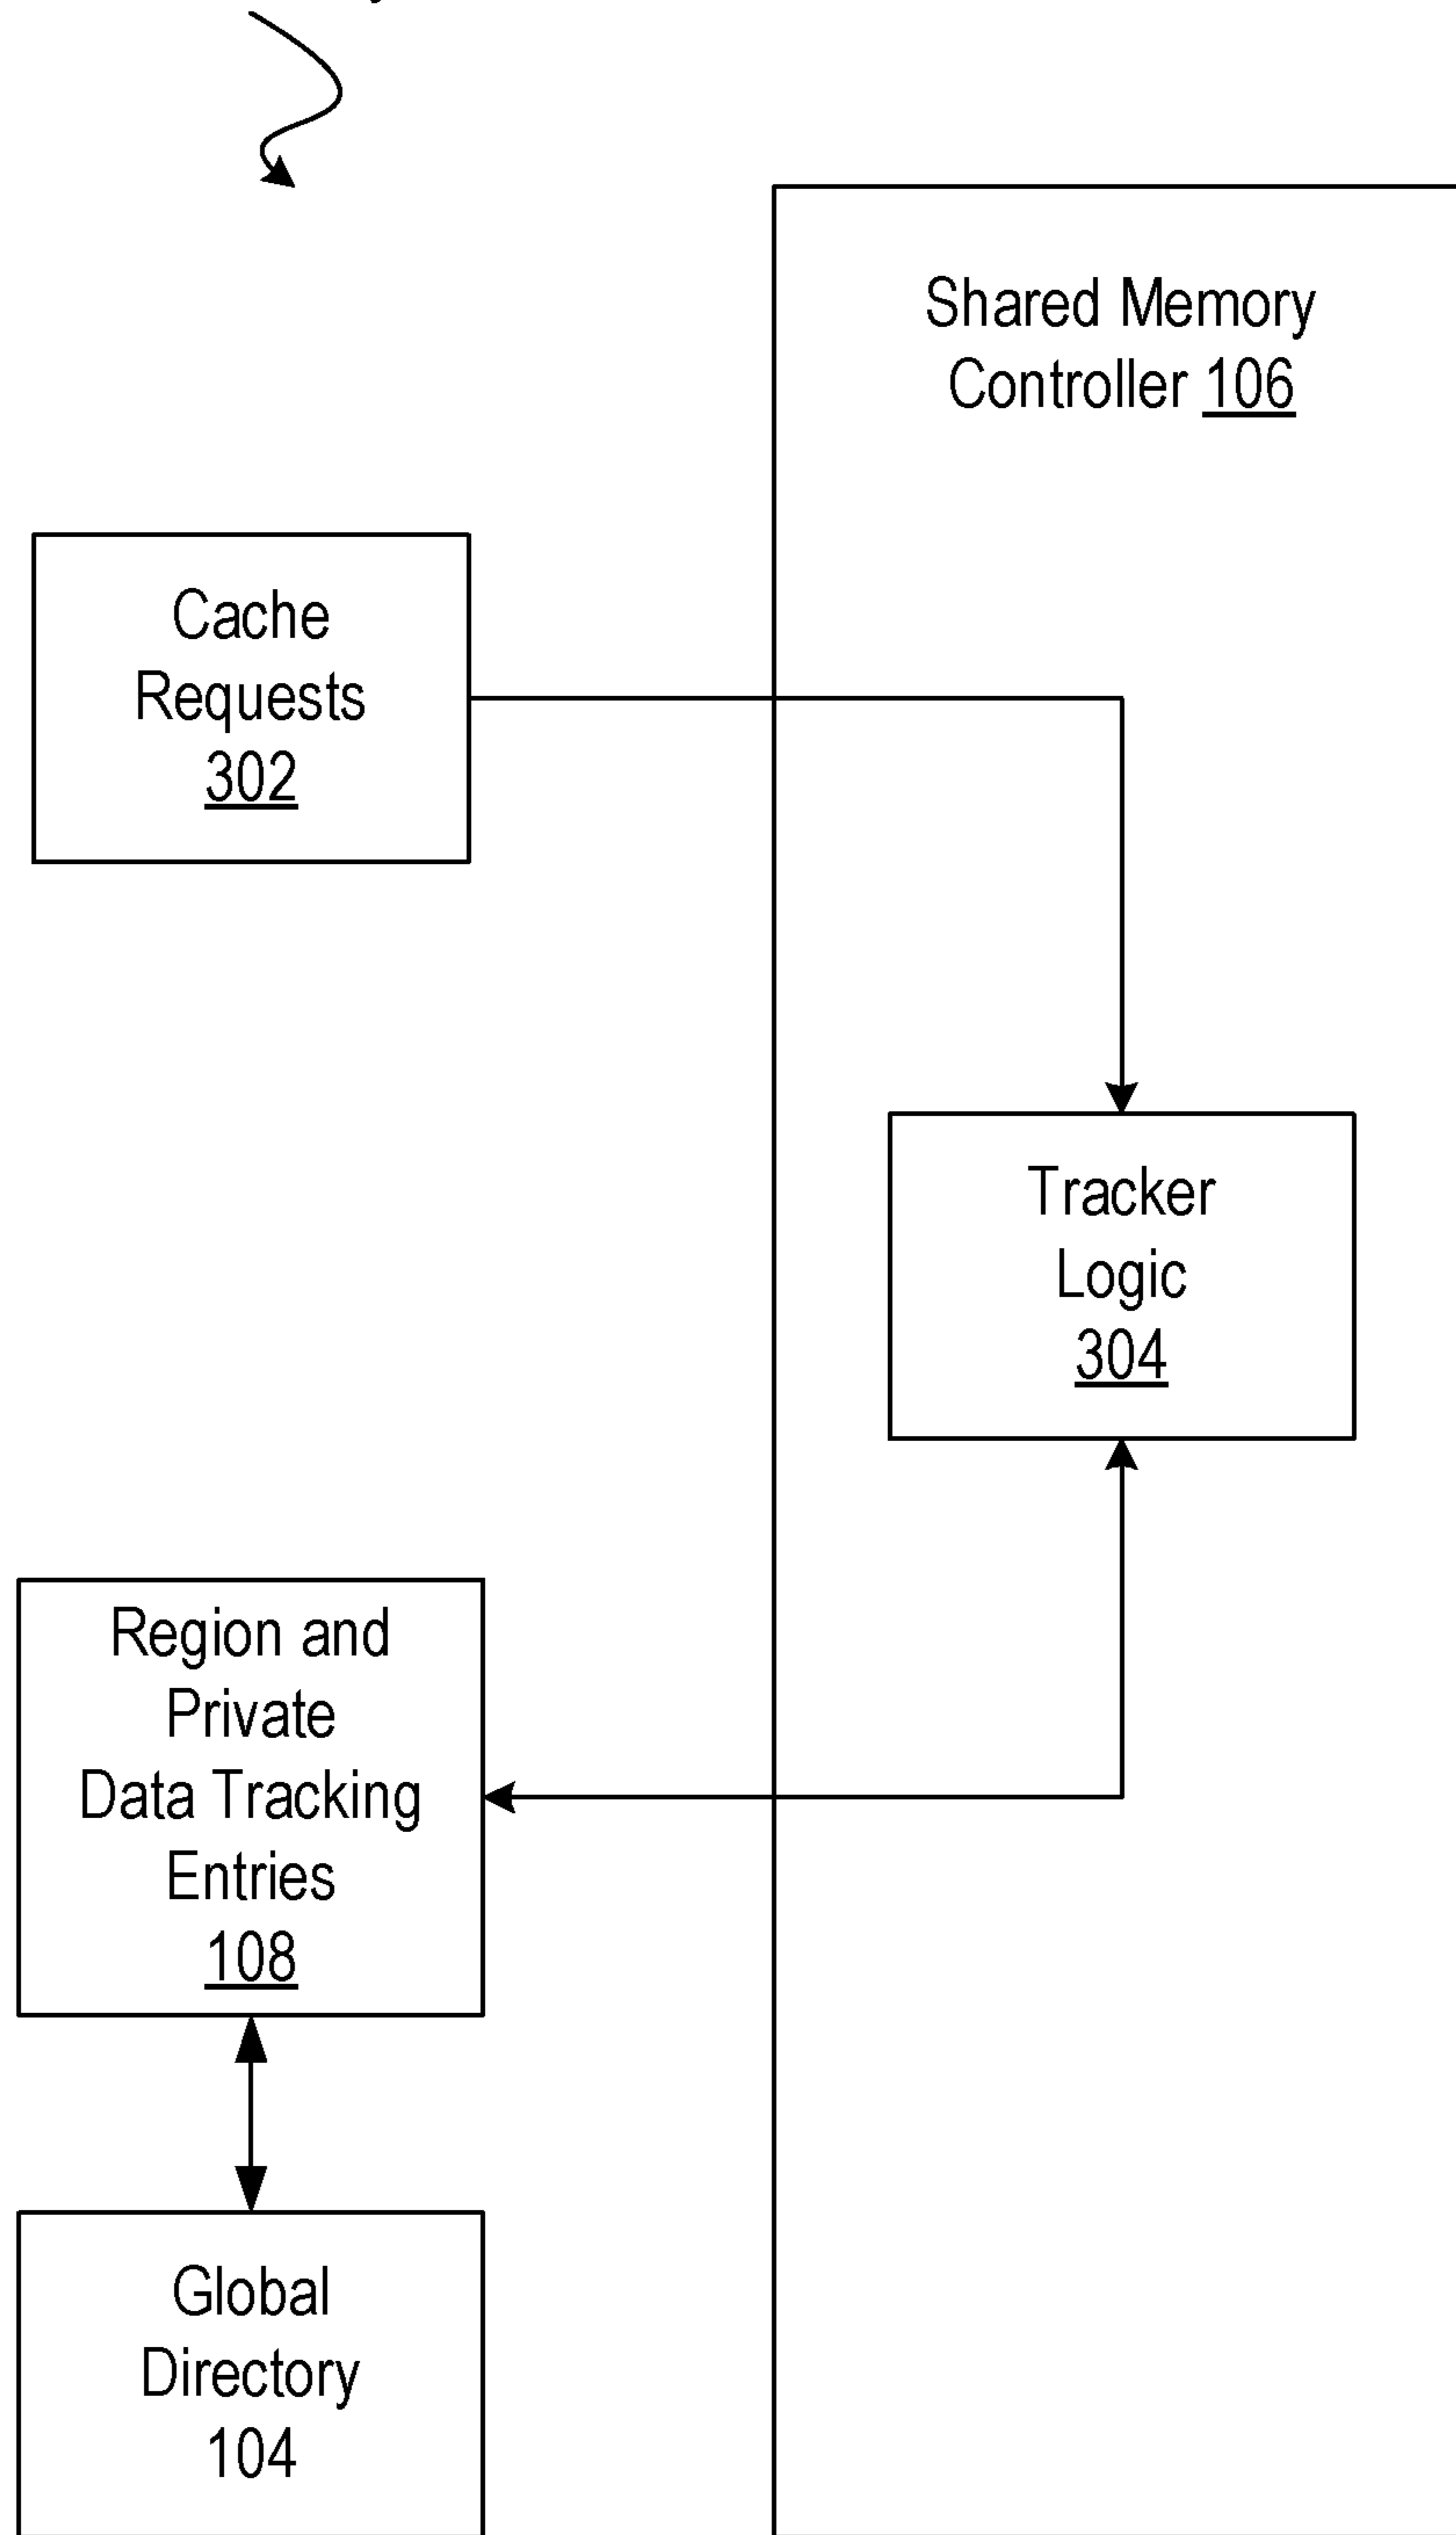 Shared Memory
Controller 106
Cache
Requests
302
Tracker
Logic
304
Region and
Private
Data Tracking
Entries
108
Global
Directory
104